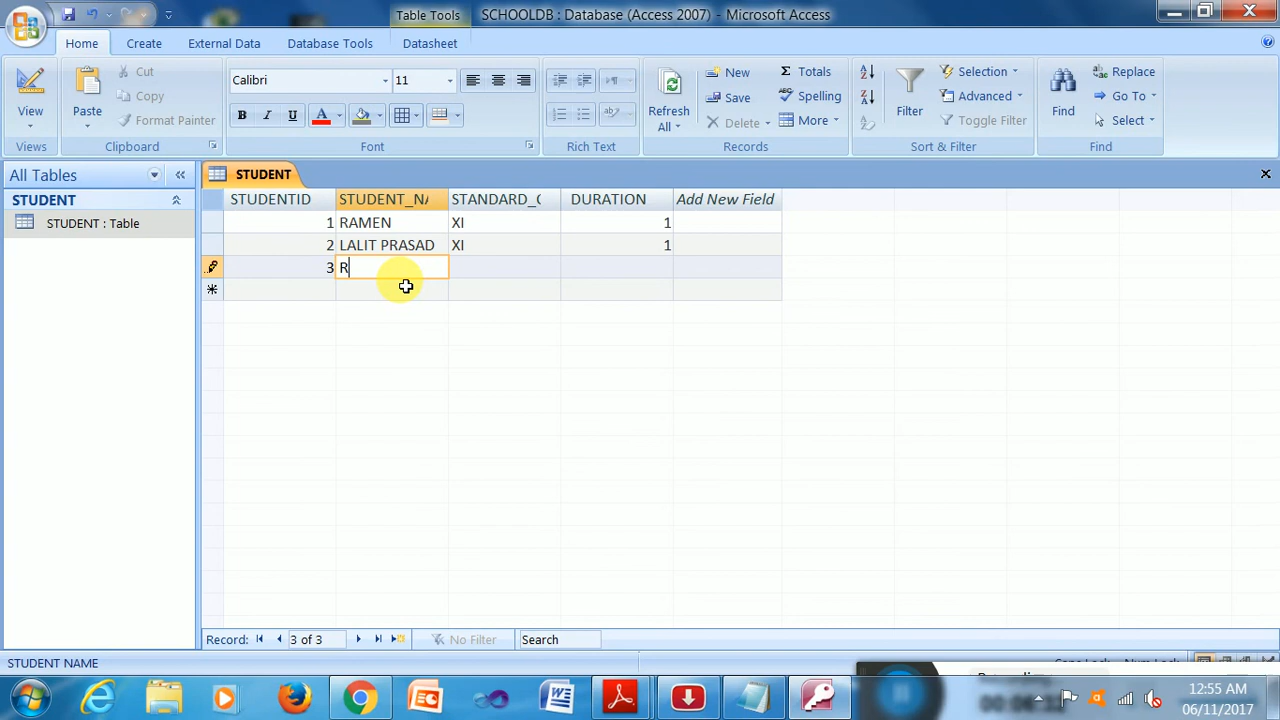 Table Tools SCHOOLDB : Database (Access 2007) - Microsoft Access
Home Create External Data Database Tools Datasheet
View
Views
Paste
Cut
Copy
Format Painter
Clipboard
Calibri 11
B I U A
Font
Rich Text
Refresh
All
New
Save
Delete
Totals
Spelling
More
Records
Filter
Selection
Advanced
Toggle Filter
Sort & Filter
Find
Replace
Go To
Select
Find
All Tables
STUDENT
STUDENT : Table
STUDENT
STUDENTID STUDENT_NA STANDARD_C DURATION Add New Field
1 RAMEN XI 1
2 LALIT PRASAD XI 1
3 R
Record: 3 of 3 No Filter Search
STUDENT NAME
12:55 AM
06/11/2017